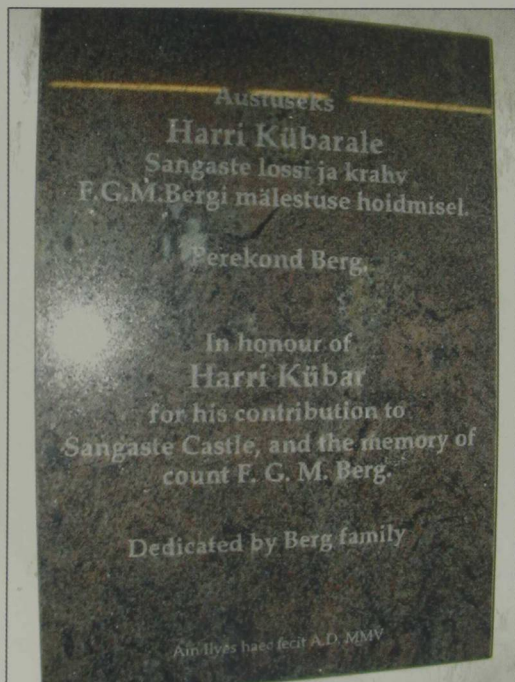 Austuseks
Harri Kübarale
Sangaste lossi ja krahv
F.G.M.Bergi mälestuse hoidmisel.
Perekond Berg.
In honour of
Harri Kübar
for his contribution to
Sangaste Castle, and the memory of
count F. G. M. Berg.
Dedicated by Berg family
Ain Ilves haec fecit A.D. MMV